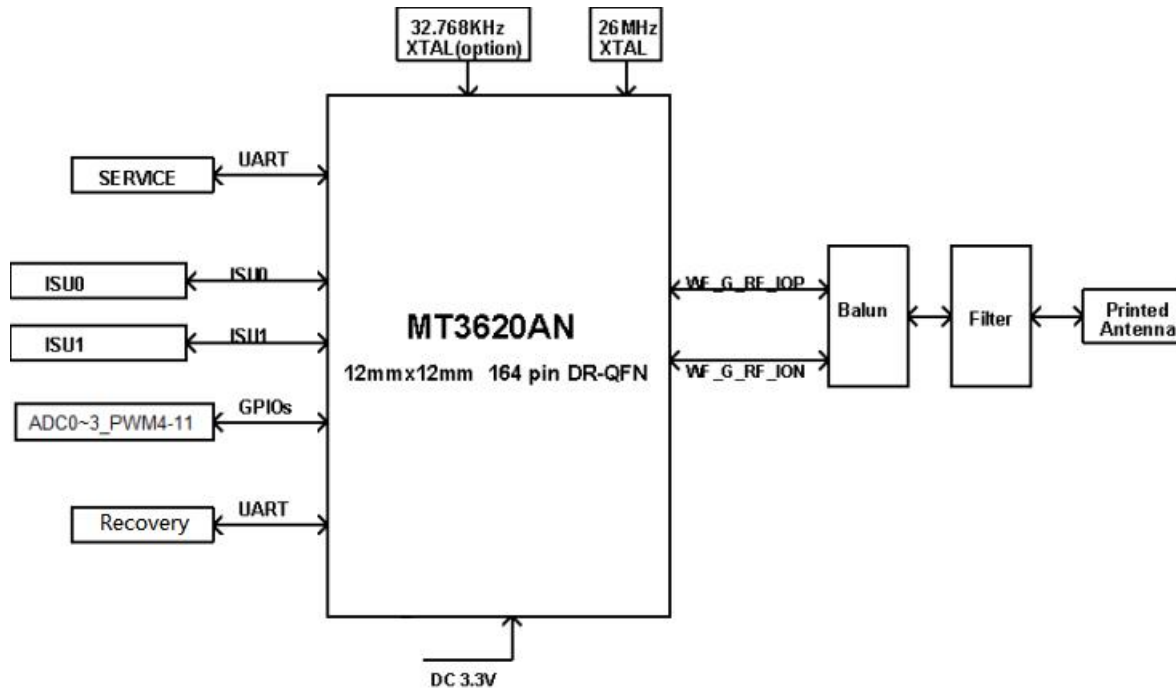 32.768KHz
XTAL(option)
26MHz
XTAL
UART
SERVICE
ISU0
ISU0
ISU1
ISU1
GPIOs
ADC0~3_PWM4-11
UART
Recovery
MT3620AN
12mmx12mm 164 pin DR-QFN
WF_G_RF_IOP
WF_G_RF_ION
Balun
Filter
Printed
Antenna
DC 3.3V